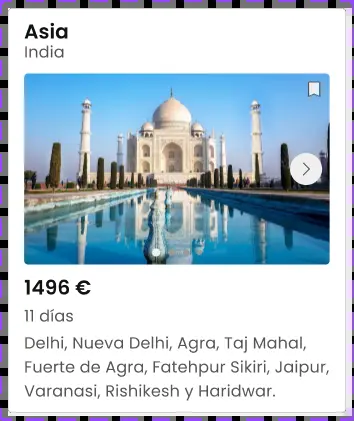 Asia
India
1496 €
11 días
Delhi, Nueva Delhi, Agra, Taj Mahal,
Fuerte de Agra, Fatehpur Sikiri, Jaipur,
Varanasi, Rishikesh y Haridwar.